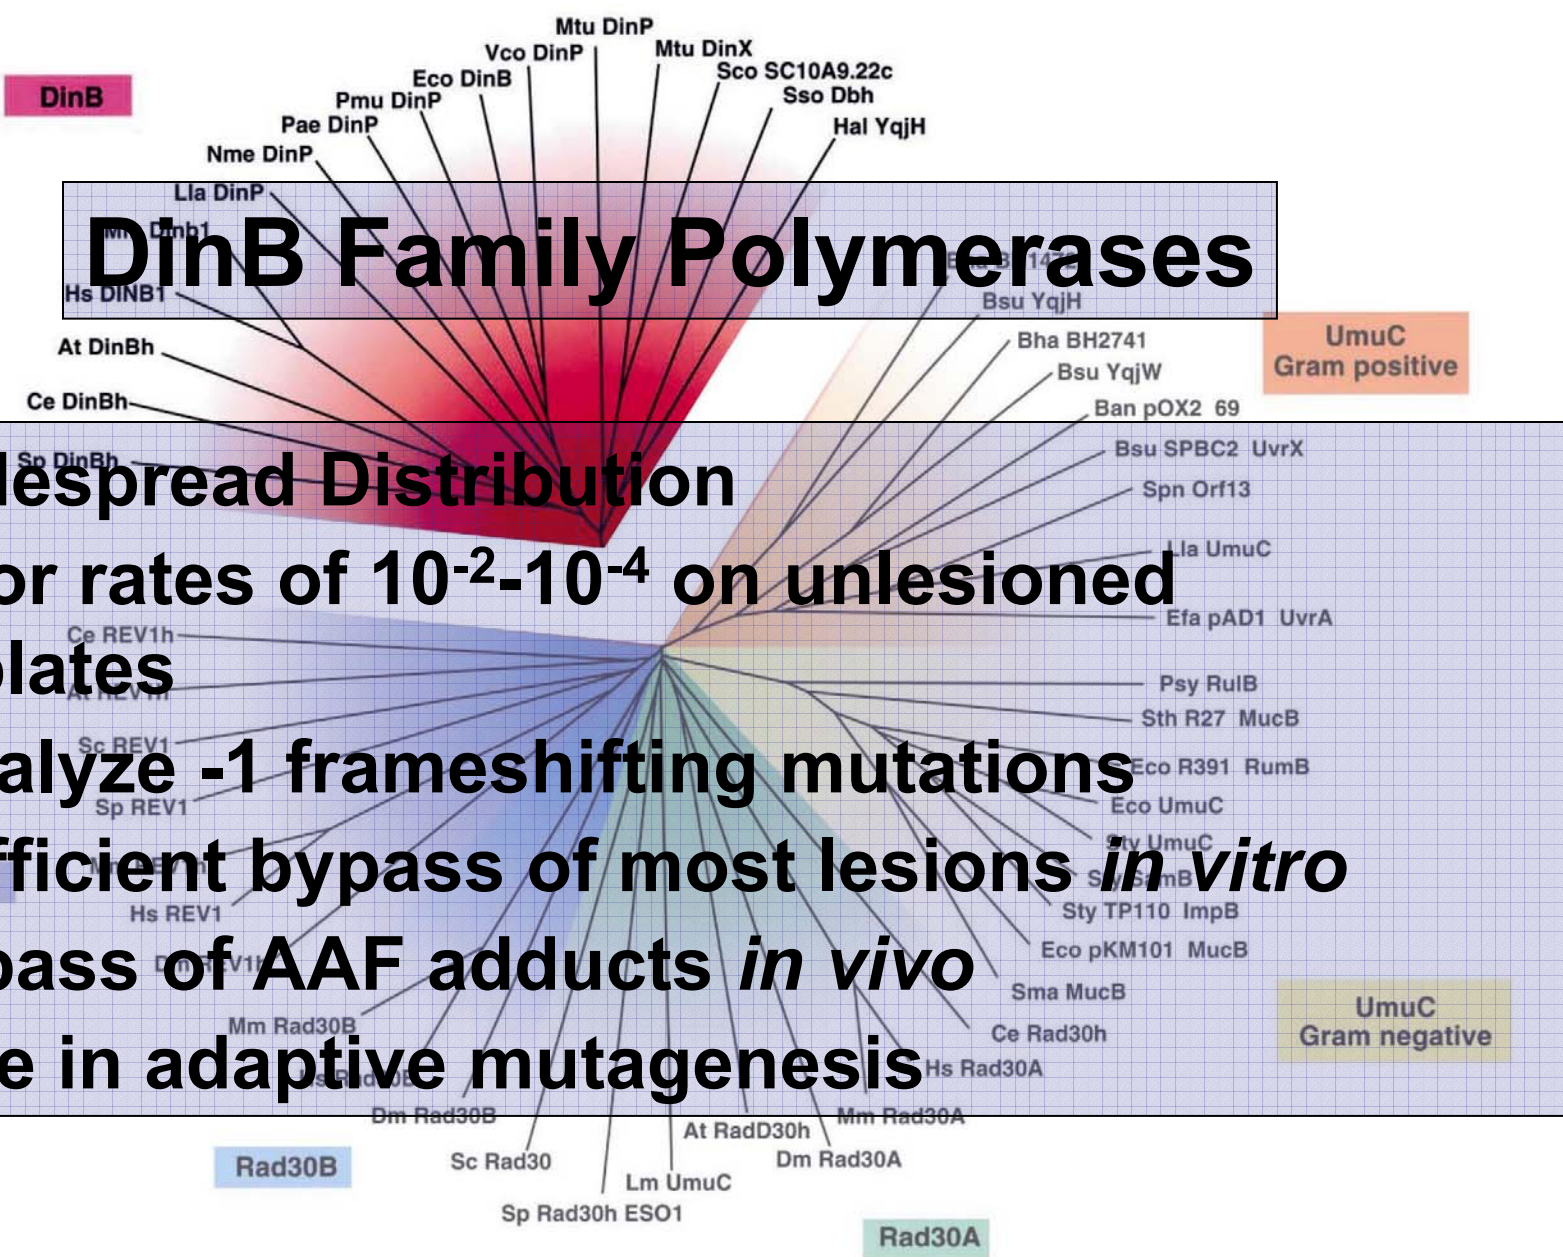 Mtu DinP
Vco DinP
Mtu DinX
Eco DinB
Sco SC10A9.22c
DinB
Pmu DinP
Sso Dbh
Pae DinP
Hal YqjH
Nme DinP
Lla DinP
Dinb1
DinB Family Polymerases
Hs DINB1
Bsu YqjH
At DinBh
Bha BH2741
UmuC
Gram positive
Bsu YqjW
Ce DinBh
Ban pOX2 69
Sp DinBh
Bsu SPBC2 UvrX
lespread Distribution
Spn Orf13
Lla UmuC
or rates of 10-2-10-4 on unlesioned
Efa pAD1 UvrA
Ce REV1h
plates
Psy RulB
Sth R27 MucB
Sc REV1
alyze -1 frameshifting mutations
Eco R391 RumB
Sp REV1
Eco UmuC
Sty UmuC
fficient bypass of most lesions in vitro
Hs REV1
Sty TP110 ImpB
Eco pKM101 MucB
pass of AAF adducts in vivo
Sma MucB
Mm Rad30B
Ce Rad30h
UmuC
Gram negative
e in adaptive mutagenesis
Hs Rad30A
Dm Rad30B
Mm Rad30A
At RadD30h
Rad30B
Sc Rad30
Dm Rad30A
Lm UmuC
Sp Rad30h ESO1
Rad30A